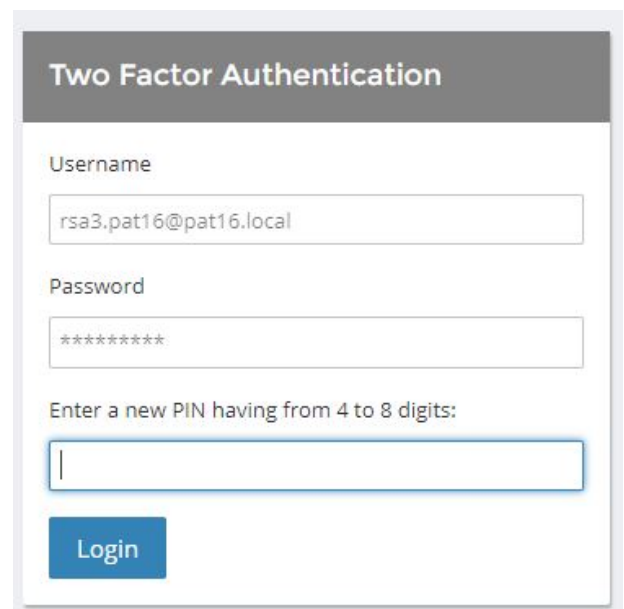 Two Factor Authentication
Username
rsa3.pat16@pat16.local
Password
*********
Enter a new PIN having from 4 to 8 digits:
Login